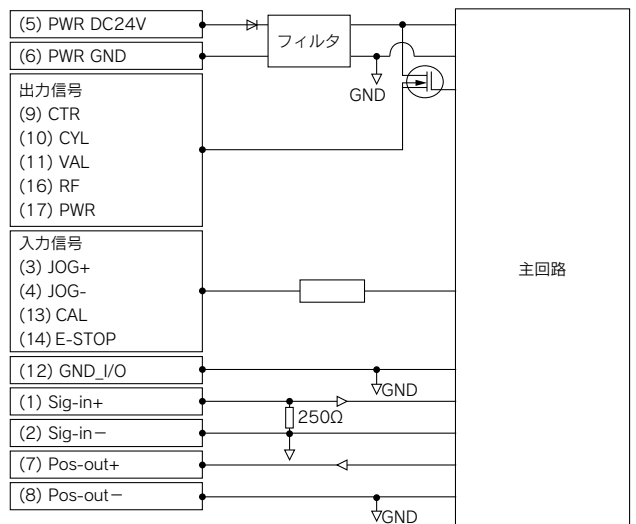 (5) PWR DC24V
フィルタ
(6) PWR GND
GND
出力信号
(9) CTR
(10) CYL
(11) VAL
(16) RF
(17) PWR
入力信号
(3) JOG+
(4) JOG-
(13) CAL
(14) E-STOP
主回路
(12) GND_I/O
GND
(1) Sig-in+
250Ω
(2) Sig-in−
(7) Pos-out+
(8) Pos-out−
GND